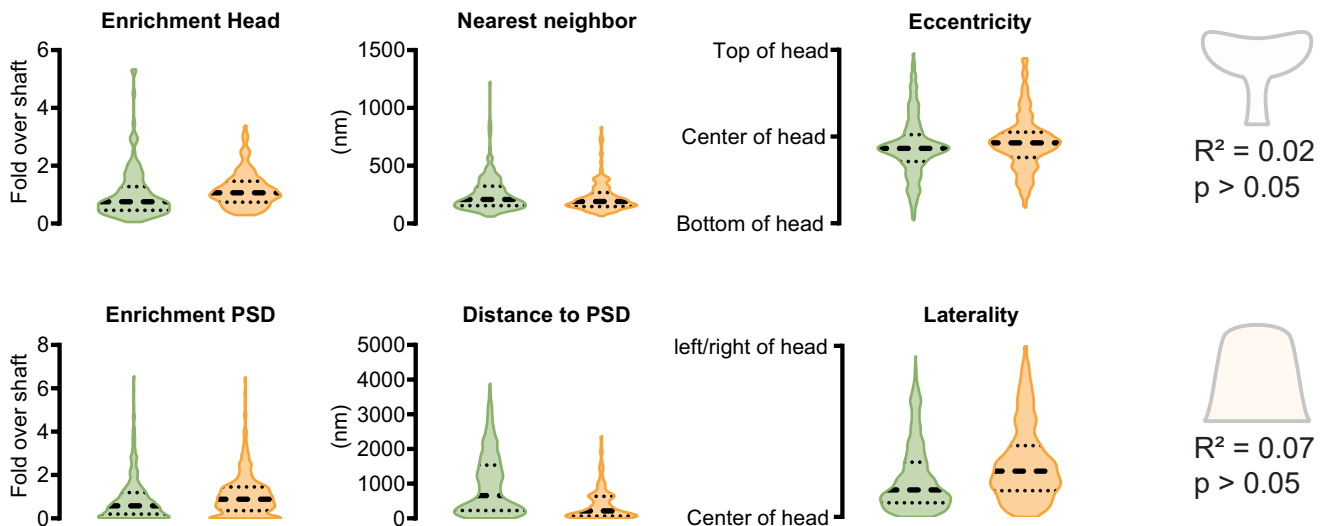 Enrichment Head
Fold over shaft
6
4
2
0
Nearest neighbor
(nm)
1500
1000
500
0
Eccentricity
Top of head
Center of head
Bottom of head
R² = 0.02
p > 0.05
Enrichment PSD
Fold over shaft
8
6
4
2
0
Distance to PSD
(nm)
5000
4000
3000
2000
1000
0
Laterality
left/right of head
Center of head
R² = 0.07
p > 0.05